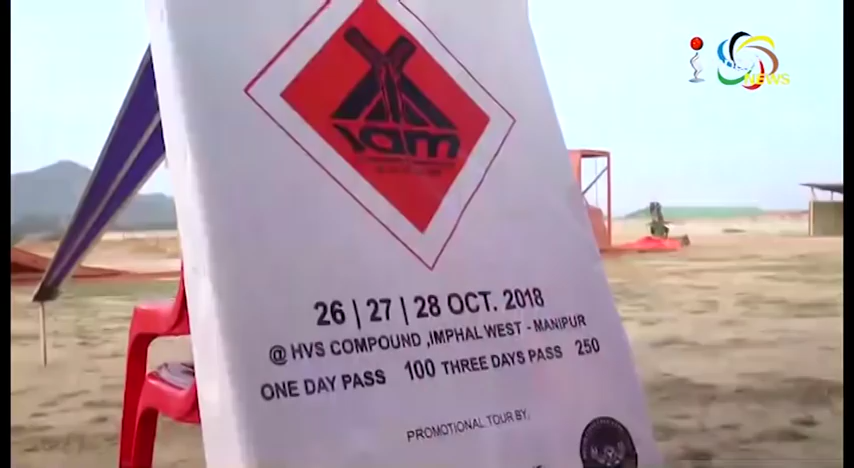 NEWS
YAM
26 | 27 | 28 OCT. 2018
@ HVS COMPOUND ,IMPHAL WEST - MANIPUR
ONE DAY PASS 100 THREE DAYS PASS 250
PROMOTIONAL TOUR BY.